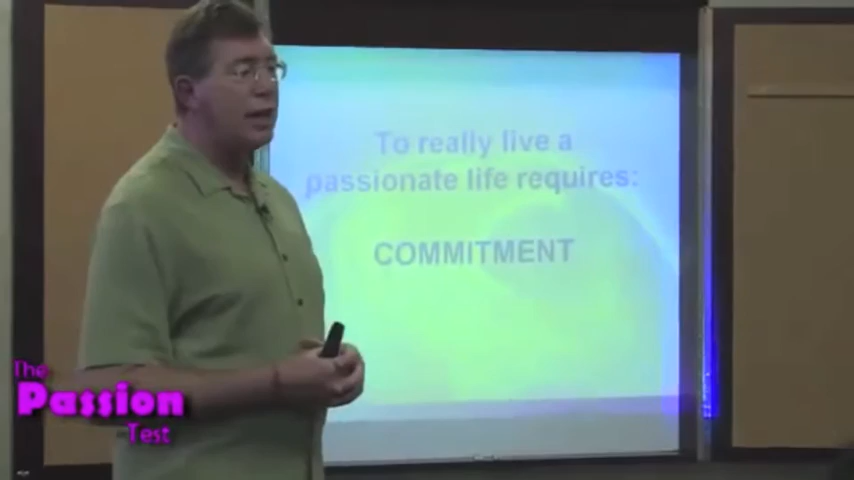 To really live a
passionate life requires:
COMMITMENT
The
Passion
Test